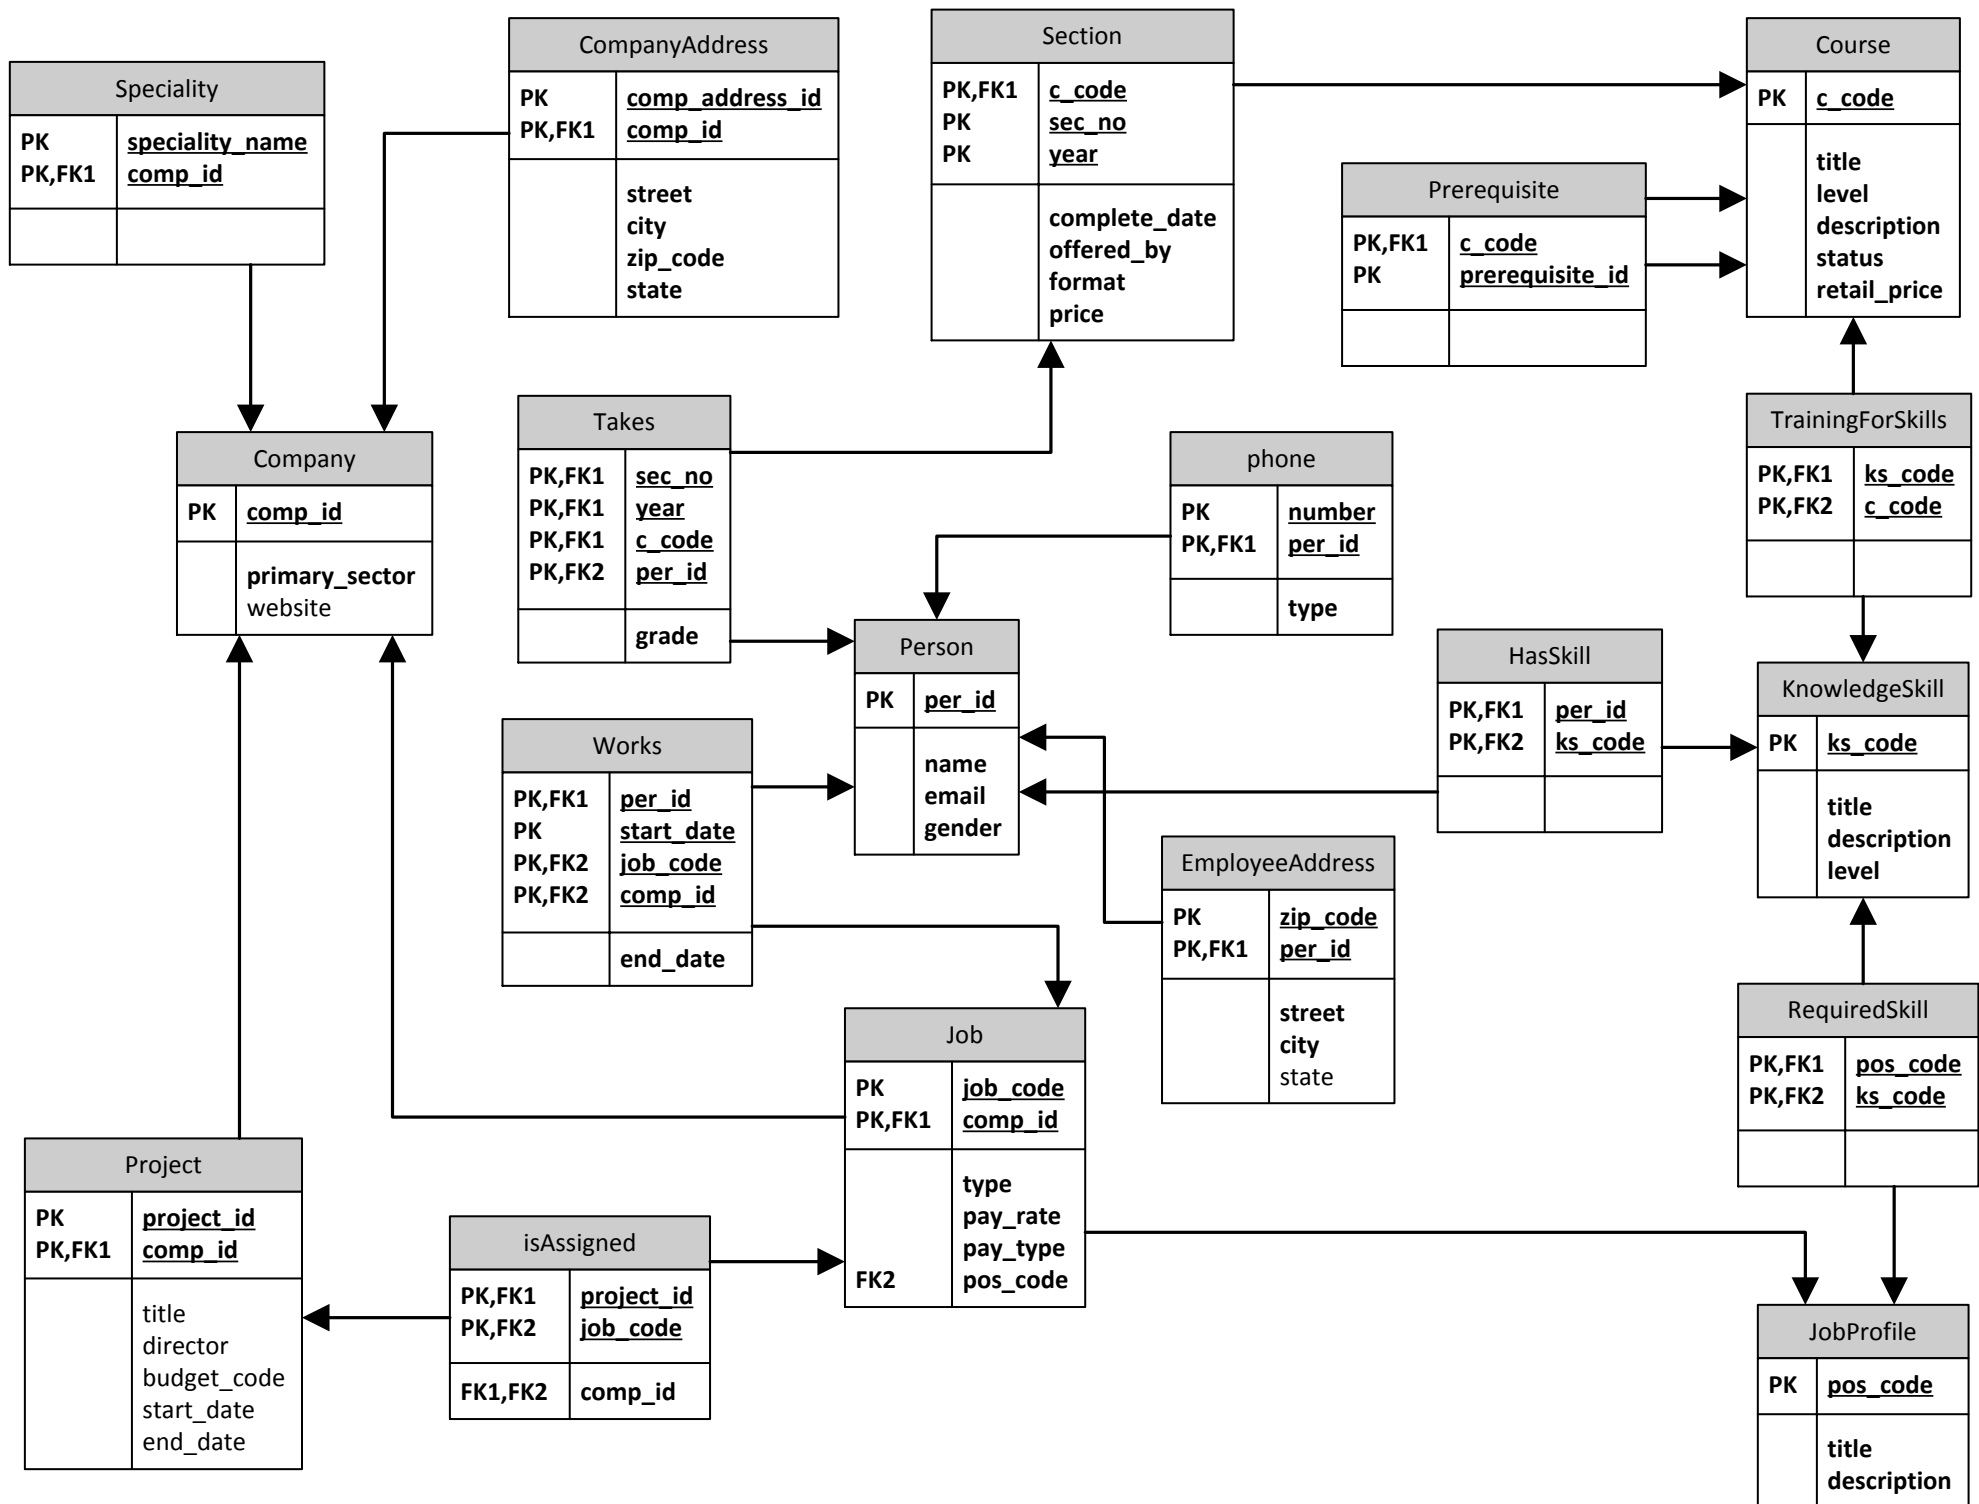 Speciality
PK speciality_name
PK,FK1 comp_id
CompanyAddress
PK comp_address_id
PK,FK1 comp_id
street
city
zip_code
state
Section
PK,FK1 c_code
PK sec_no
PK year
complete_date
offered_by
format
price
Course
PK c_code
title
level
description
status
retail_price
Prerequisite
PK,FK1 c_code
PK prerequisite_id
Company
PK comp_id
primary_sector
website
Takes
PK,FK1 sec_no
PK,FK1 year
PK,FK1 c_code
PK,FK2 per_id
grade
phone
PK number
PK,FK1 per_id
type
TrainingForSkills
PK,FK1 ks_code
PK,FK2 c_code
Person
PK per_id
name
email
gender
HasSkill
PK,FK1 per_id
PK,FK2 ks_code
KnowledgeSkill
PK ks_code
title
description
level
Works
PK,FK1 per_id
PK start_date
PK,FK2 job_code
PK,FK2 comp_id
end_date
EmployeeAddress
PK zip_code
PK,FK1 per_id
street
city
state
Job
PK job_code
PK,FK1 comp_id
type
pay_rate
pay_type
FK2 pos_code
RequiredSkill
PK,FK1 pos_code
PK,FK2 ks_code
Project
PK project_id
PK,FK1 comp_id
title
director
budget_code
start_date
end_date
isAssigned
PK,FK1 project_id
PK,FK2 job_code
FK1,FK2 comp_id
JobProfile
PK pos_code
title
description